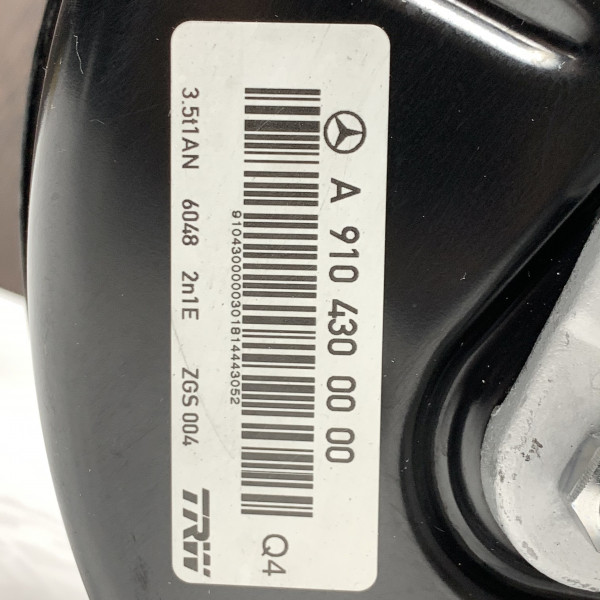 A 910 430 00 00
Q4
9104300000301814443052
3.5t1AN 6048 2n1E ZGS 004
TRW